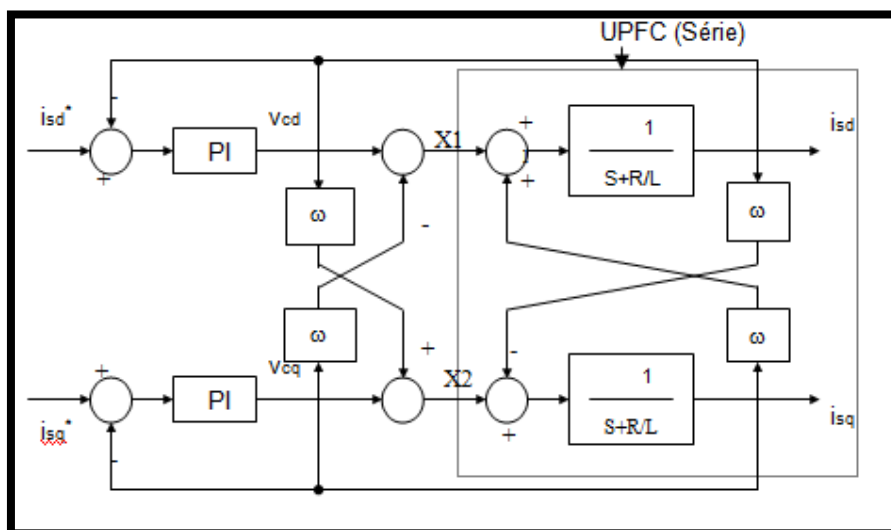 UPFC (Série)
-
isd*
+
PI
Vcd
X1
+
+
1
S+R/L
isd
ω
-
ω
ω
+
-
ω
+
isq*
-
PI
Vcq
X2
+
1
S+R/L
isq